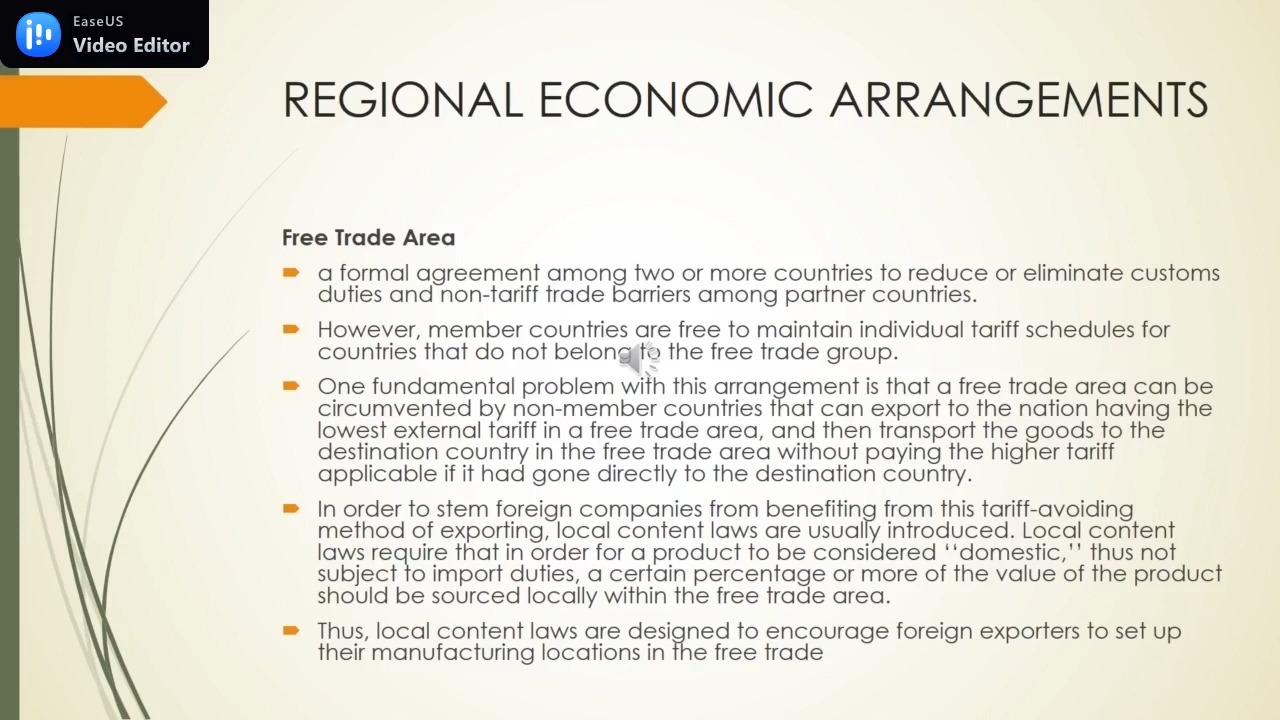 EaseUS
Video Editor
REGIONAL ECONOMIC ARRANGEMENTS
Free Trade Area
a formal agreement among two or more countries to reduce or eliminate customs
duties and non-tariff trade barriers among partner countries.
However, member countries are free to maintain individual tariff schedules for
countries that do not belong to the free trade group.
One fundamental problem with this arrangement is that a free trade area can be
circumvented by non-member countries that can export to the nation having the
lowest external tariff in a free trade area, and then transport the goods to the
destination country in the free trade area without paying the higher tariff
applicable if it had gone directly to the destination country.
In order to stem foreign companies from benefiting from this tariff-avoiding
method of exporting, local content laws are usually introduced. Local content
laws require that in order for a product to be considered ‘‘domestic,’’ thus not
subject to import duties, a certain percentage or more of the value of the product
should be sourced locally within the free trade area.
Thus, local content laws are designed to encourage foreign exporters to set up
their manufacturing locations in the free trade